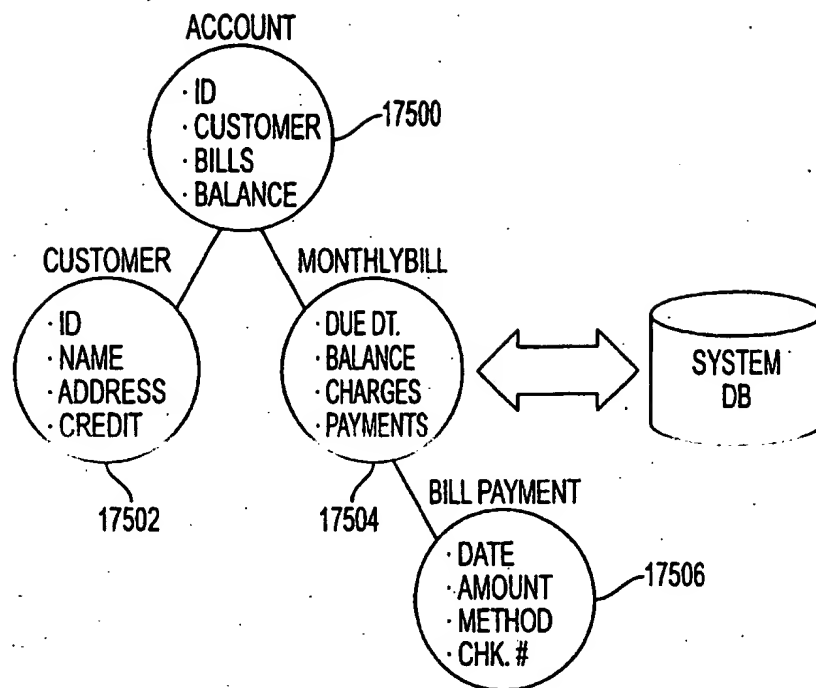 ACCOUNT
· ID
· CUSTOMER
· BILLS
· BALANCE
17500
CUSTOMER
· ID
· NAME
· ADDRESS
· CREDIT
17502
MONTHLYBILL
· DUE DT.
· BALANCE
· CHARGES
· PAYMENTS
17504
SYSTEM
DB
BILL PAYMENT
· DATE
· AMOUNT
· METHOD
· CHK. #
17506